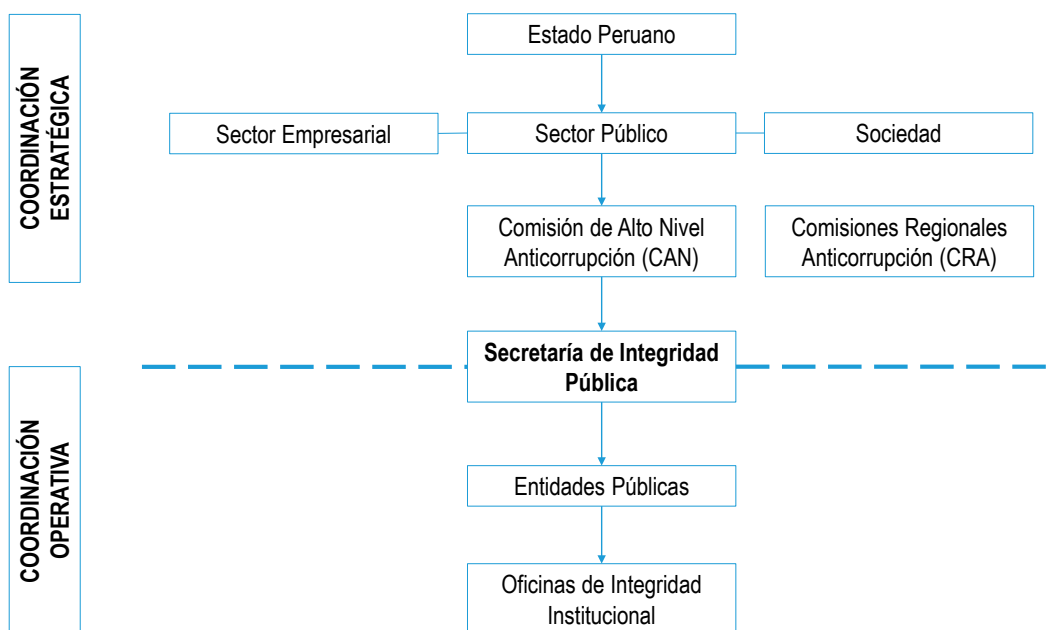 COORDINACIÓN
ESTRATÉGICA
Estado Peruano
Sector Empresarial
Sector Público
Sociedad
Comisión de Alto Nivel
Anticorrupción (CAN)
Comisiones Regionales
Anticorrupción (CRA)
Secretaría de Integridad
Pública
COORDINACIÓN
OPERATIVA
Entidades Públicas
Oficinas de Integridad
Institucional